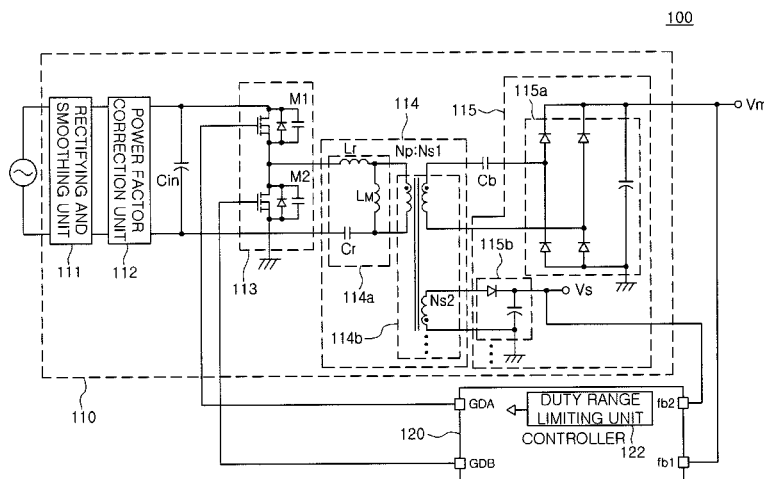 100
110
RECTIFYING AND
SMOOTHING UNIT
111
POWER FACTOR
CORRECTION UNIT
112
Cin
M1
M2
113
114
Lr
LM
Cr
114a
Np:Ns1
Ns2
114b
115
115a
Cb
115b
Vm
Vs
120
GDA
GDB
DUTY RANGE
LIMITING UNIT
CONTROLLER
122
fb2
fb1